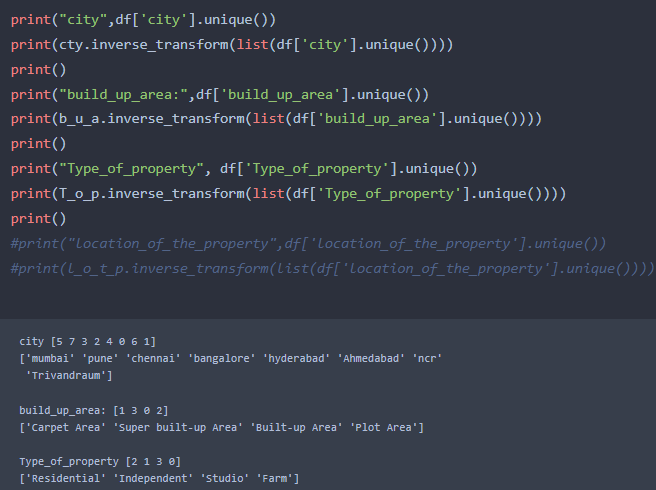 print("city",df['city'].unique())
print(cty.inverse_transform(list(df['city'].unique())))
print()
print("build_up_area:",df['build_up_area'].unique())
print(b_u_a.inverse_transform(list(df['build_up_area'].unique())))
print()
print("Type_of_property", df['Type_of_property'].unique())
print(T_o_p.inverse_transform(list(df['Type_of_property'].unique())))
print()
#print("location_of_the_property",df['location_of_the_property'].unique())
#print(l_o_t_p.inverse_transform(list(df['location_of_the_property'].unique())))
city [5 7 3 2 4 0 6 1]
['mumbai' 'pune' 'chennai' 'bangalore' 'hyderabad' 'Ahmedabad' 'ncr'
'Trivandraum']
build_up_area: [1 3 0 2]
['Carpet Area' 'Super built-up Area' 'Built-up Area' 'Plot Area']
Type_of_property [2 1 3 0]
['Residential' 'Independent' 'Studio' 'Farm']